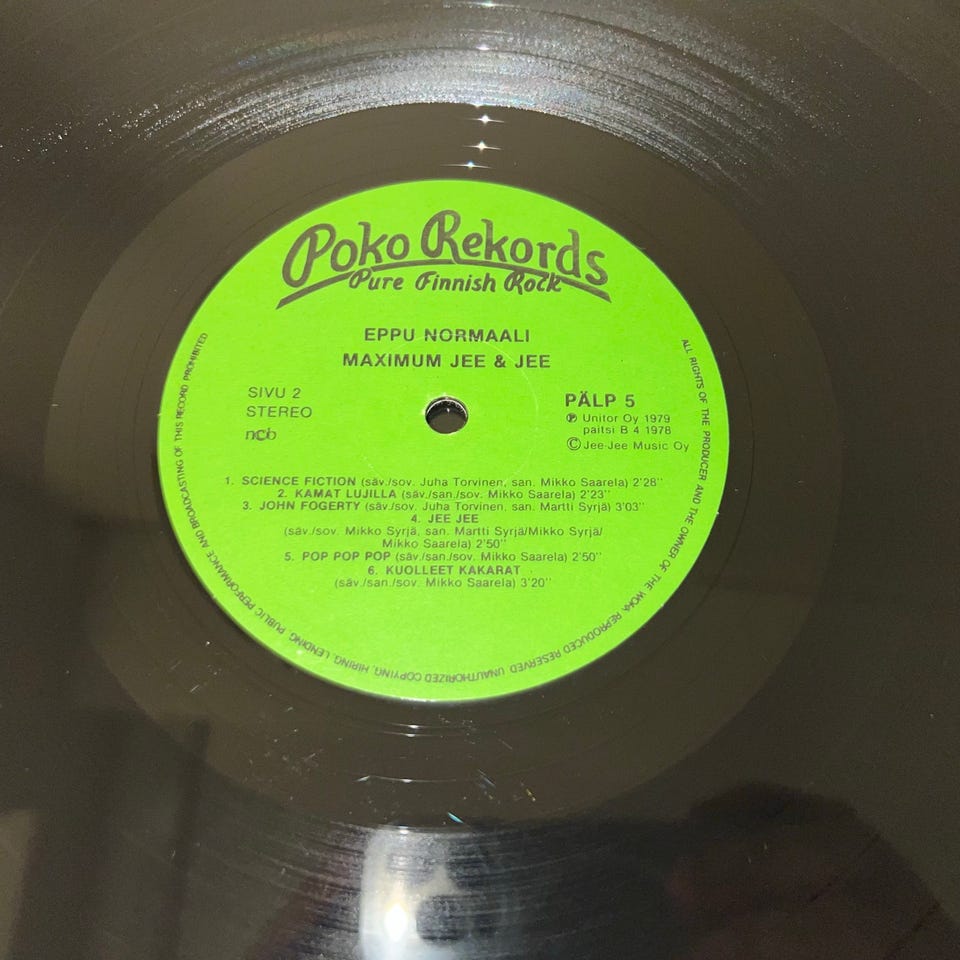 Poko Rekords
Pure Finnish Rock
EPPU NORMAALI
MAXIMUM JEE & JEE
SIVU 2
STEREO
ncb
PÄLP 5
℗ Unitor Oy 1979
paitsi B 4 1978
© Jee-Jee Music Oy
1. SCIENCE FICTION (säv./sov. Juha Torvinen, san. Mikko Saarela) 2'28''
2. KAMAT LUJILLA (säv./san./sov. Mikko Saarela) 2'23''
3. JOHN FOGERTY (säv./sov. Juha Torvinen, san. Martti Syrjä) 3'03''
4. JEE JEE
(säv./sov. Mikko Syrjä, san. Martti Syrjä/Mikko Syrjä/
Mikko Saarela) 2'50''
5. POP POP POP (säv./san./sov. Mikko Saarela) 2'50''
6. KUOLLEET KAKARAT
(säv./san./sov. Mikko Saarela) 3'20''
ALL RIGHTS OF THE PRODUCER AND THE OWNER OF THE WORK REPRODUCED RESERVED UNAUTHORIZED COPYING, HIRING, LENDING, PUBLIC PERFORMANCE AND BROADCASTING OF THIS RECORD PROHIBITED